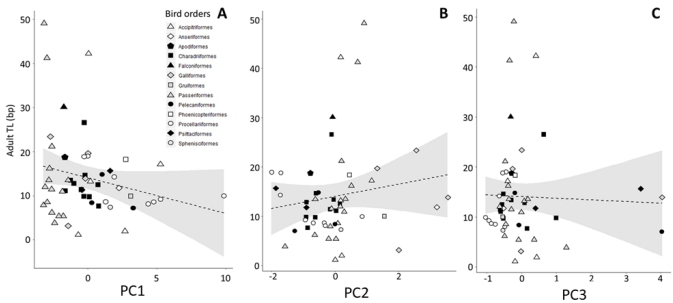 Bird orders
A
Accipitriformes
Anseriformes
Apodiformes
Charadriiformes
Falconiformes
Galliformes
Gruiformes
Passeriformes
Pelecaniformes
Phoenicopteriformes
Procellariiformes
Psittaciformes
Sphenisciformes
Adult TL (bp)
50
40
30
20
10
0
0
5
10
PC1
B
50
40
30
20
10
0
-2
0
2
PC2
C
50
40
30
20
10
0
-1
0
1
2
3
4
PC3